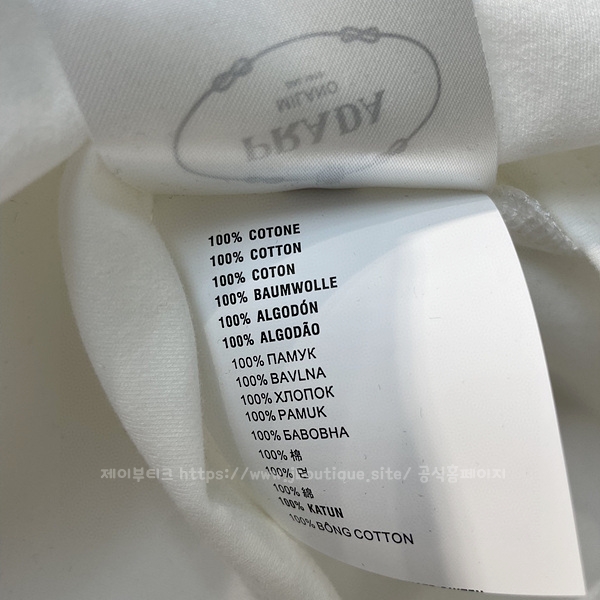 PRADA
MILANO
100% COTONE
100% COTTON
100% COTON
100% BAUMWOLLE
100% ALGODÓN
100% ALGODÃO
100% ПАМУК
100% BAVLNA
100% ХЛОПОК
100% PAMUK
100% БАВОВНА
100% 棉
제이부티크 https://www.jboutique.site/ 공식홈페이지
100% 면
100% 綿
100% KATUN
100% BÔNG COTTON